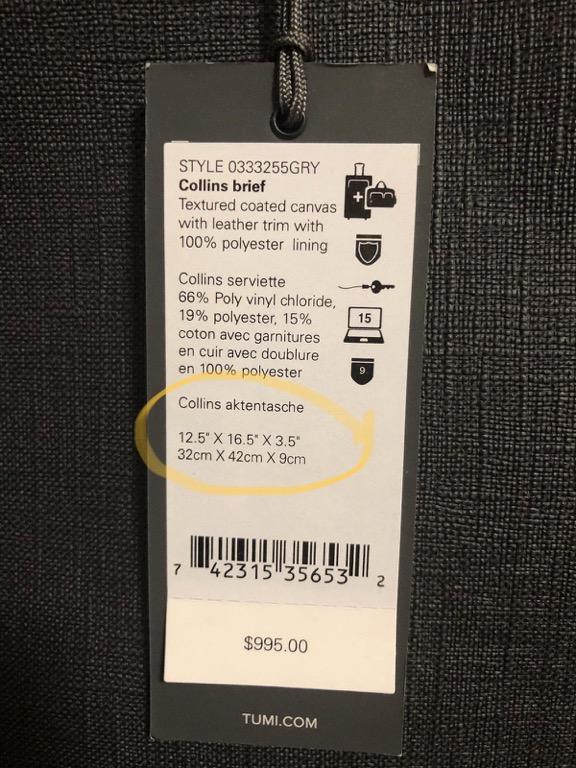 STYLE 0333255GRY
Collins brief
Textured coated canvas
with leather trim with
100% polyester lining
Collins serviette
66% Poly vinyl chloride,
19% polyester, 15%
coton avec garnitures
en cuir avec doublure
en 100% polyester
15
9
Collins aktentasche
12.5" X 16.5" X 3.5"
32cm X 42cm X 9cm
7 42315 35653 2
$995.00
TUMI.COM